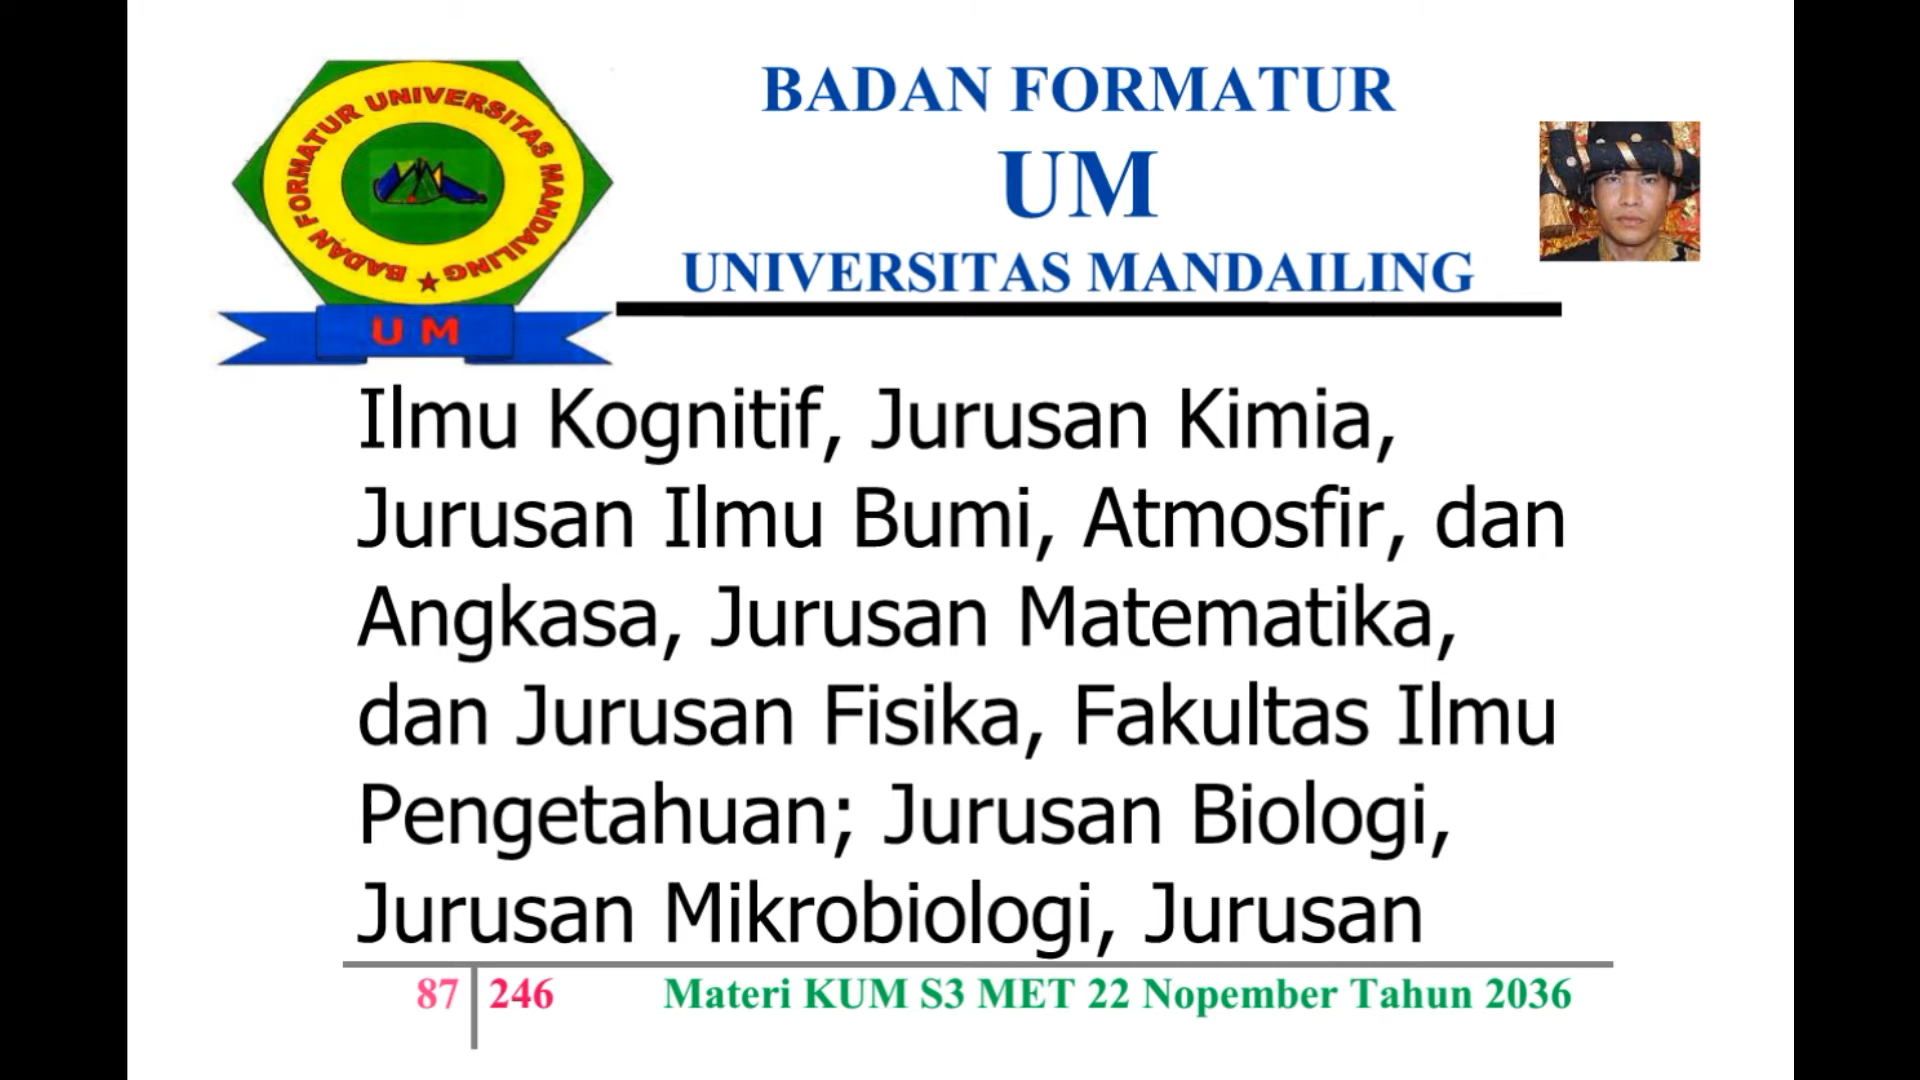 BADAN FORMATUR UNIVERSITAS MANDAILING
U M
BADAN FORMATUR
UM
UNIVERSITAS MANDAILING
Ilmu Kognitif, Jurusan Kimia,
Jurusan Ilmu Bumi, Atmosfir, dan
Angkasa, Jurusan Matematika,
dan Jurusan Fisika, Fakultas Ilmu
Pengetahuan; Jurusan Biologi,
Jurusan Mikrobiologi, Jurusan
87 246 Materi KUM S3 MET 22 Nopember Tahun 2036